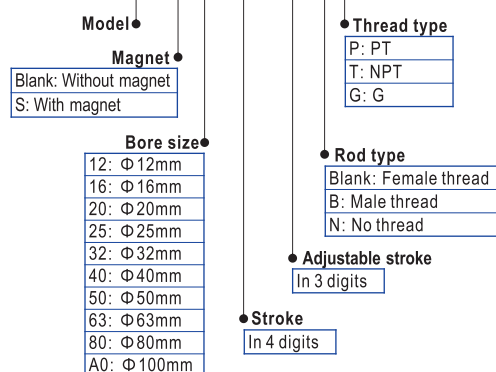 Model
Magnet
Blank: Without magnet
S: With magnet
Bore size
12: Φ12mm
16: Φ16mm
20: Φ20mm
25: Φ25mm
32: Φ32mm
40: Φ40mm
50: Φ50mm
63: Φ63mm
80: Φ80mm
A0: Φ100mm
Stroke
In 4 digits
Adjustable stroke
In 3 digits
Rod type
Blank: Female thread
B: Male thread
N: No thread
Thread type
P: PT
T: NPT
G: G